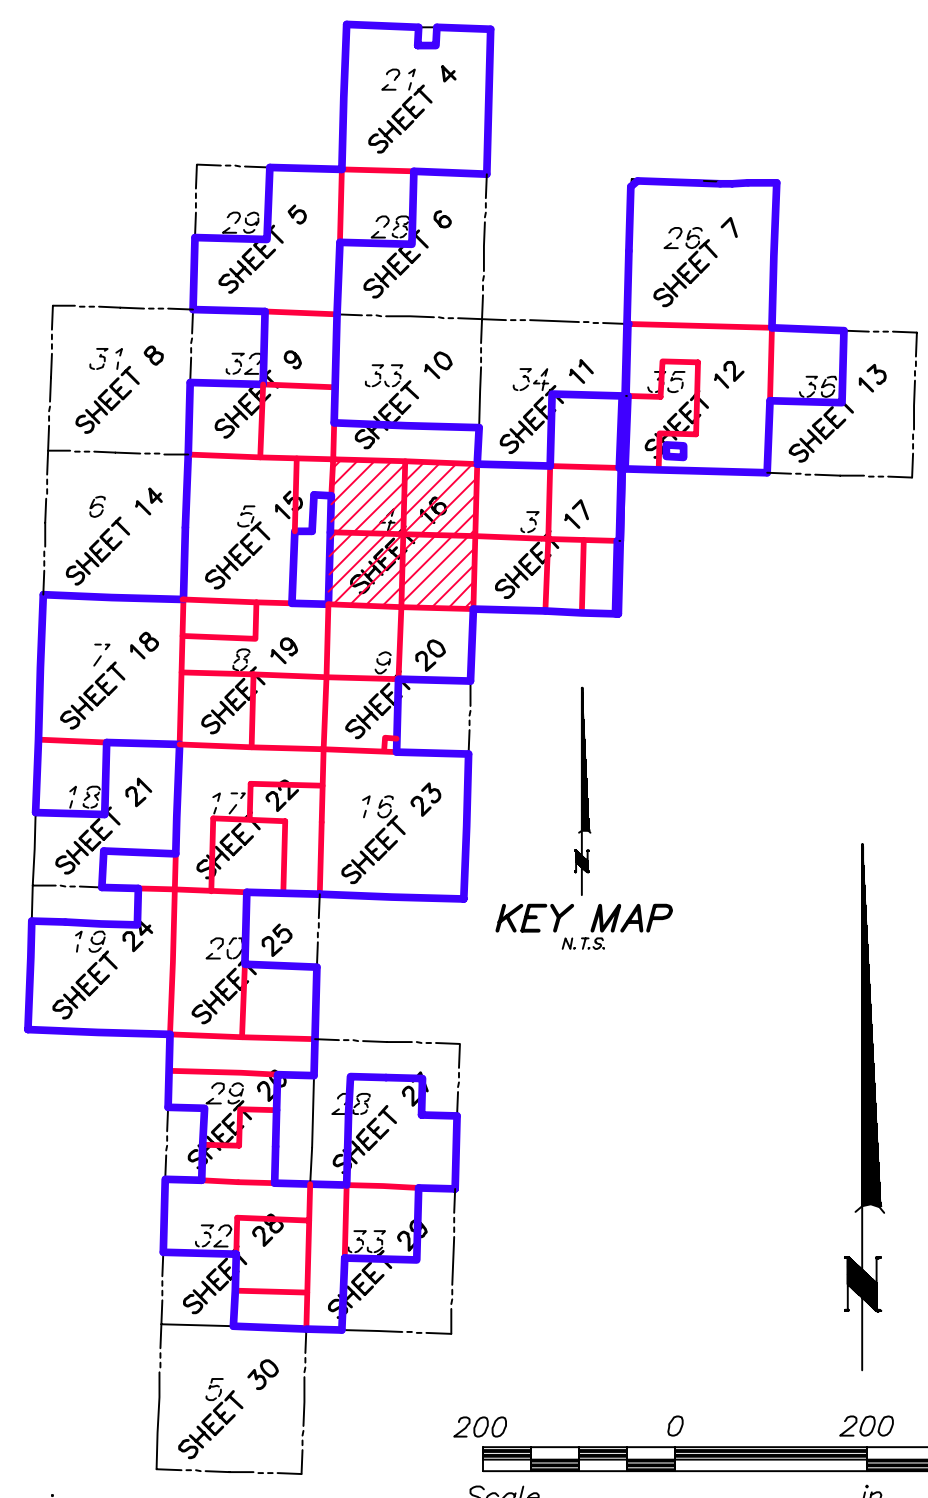 21
SHEET 4
29
SHEET 5
28
SHEET 6
26
SHEET 7
31
SHEET 8
32
SHEET 9
33
SHEET 10
34
SHEET 11
35
SHEET 12
36
SHEET 13
6
SHEET 14
5
SHEET 15
4
SHEET 16
3
SHEET 17
7
SHEET 18
8
SHEET 19
9
SHEET 20
18
SHEET 21
17
SHEET 22
16
SHEET 23
19
SHEET 24
20
SHEET 25
29
SHEET 26
28
SHEET 27
32
SHEET 28
33
SHEET 29
5
SHEET 30
N
KEY MAP
N.T.S.
N
200 0 200
Scale in